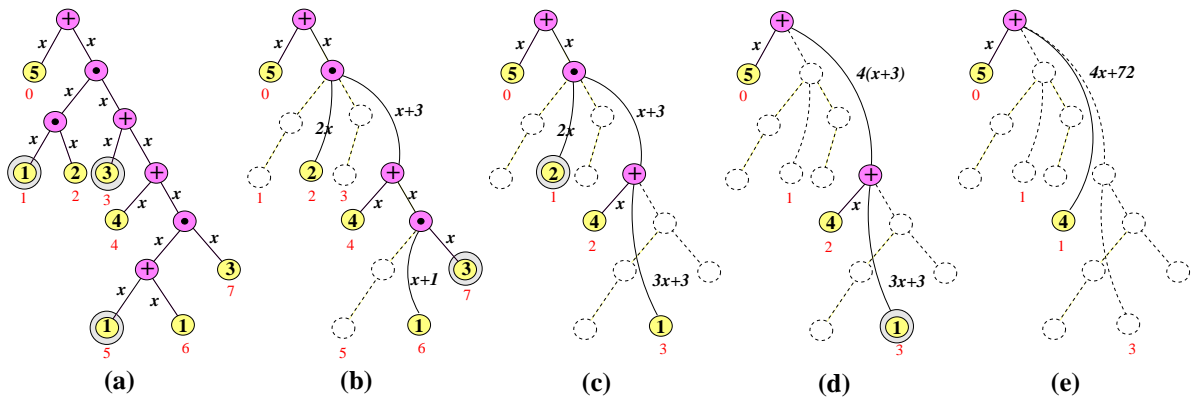 + x x 5 0 • x x • + x x x x 1 2 3 + 1 2 3 x x 4 • 4 x x + 3 7 x x 1 1 5 6
(a)
+ x x 5 0 • x+3 2x 2 + 1 2 3 x x 4 • 4 x 3 x+1 7 1 5 6
(b)
+ x x 5 0 • x+3 2x 2 + 1 x 4 2 3x+3 1 3
(c)
+ x 4(x+3) 5 0 + 1 x 4 2 3x+3 1 3
(d)
+ x 4x+72 5 0 1 4 1 3
(e)